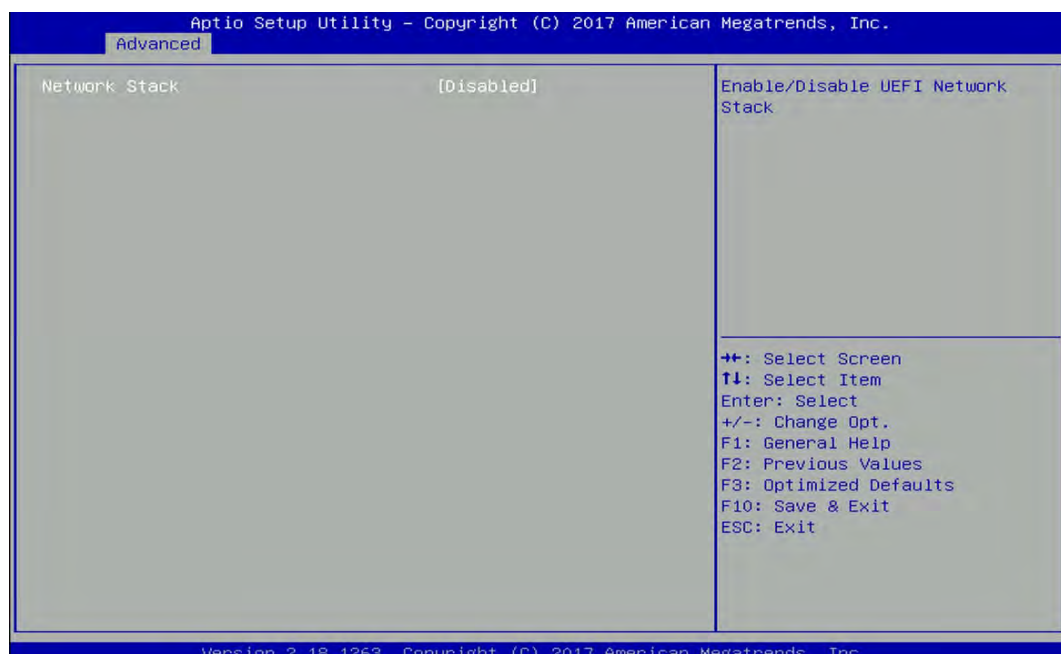 Aptio Setup Utility – Copyright (C) 2017 American Megatrends, Inc.
Advanced
Network Stack [Disabled]
Enable/Disable UEFI Network
Stack
→←: Select Screen
↑↓: Select Item
Enter: Select
+/-: Change Opt.
F1: General Help
F2: Previous Values
F3: Optimized Defaults
F10: Save & Exit
ESC: Exit
Version 2.18.1263. Copyright (C) 2017 American Megatrends, Inc.